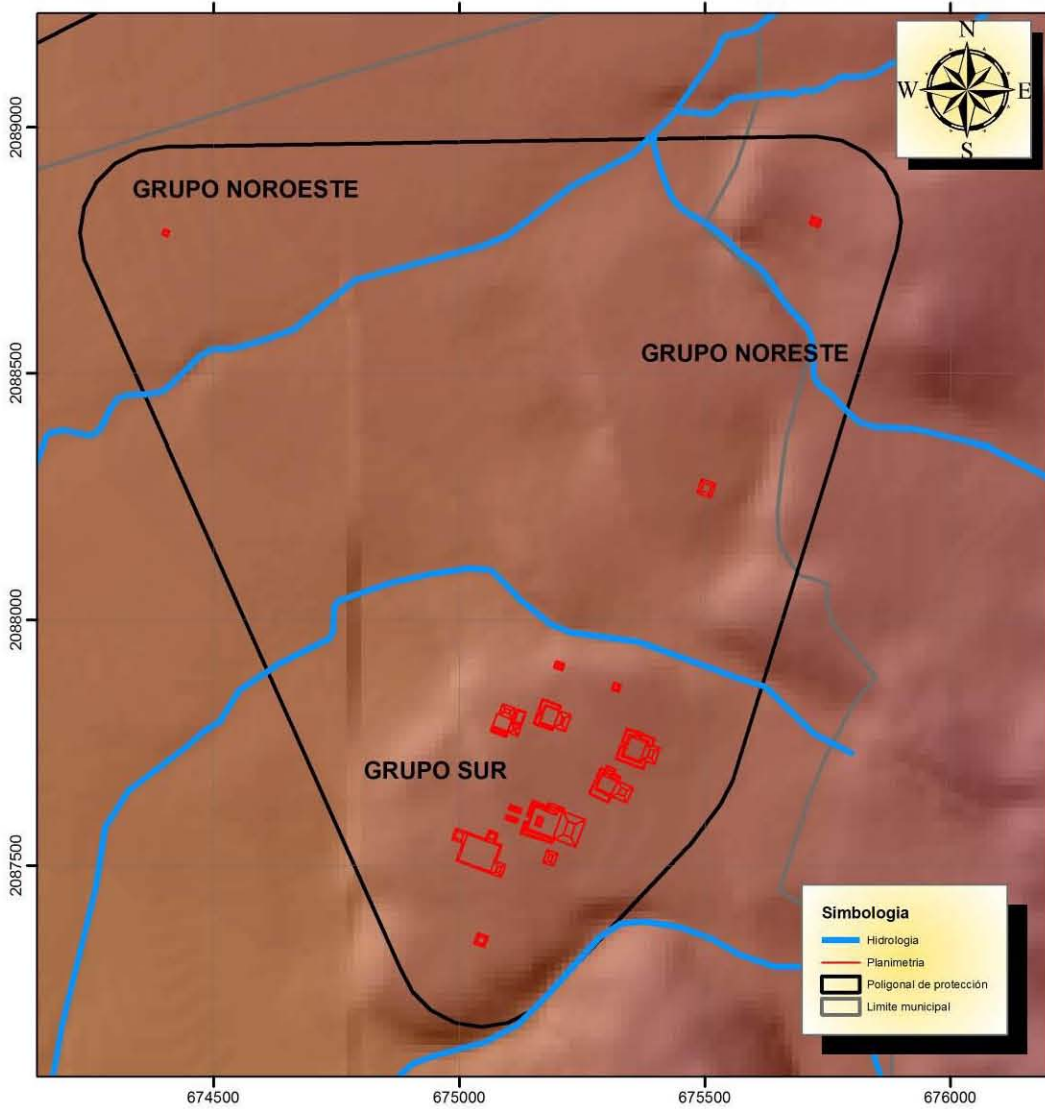 N
W E
S
2089000
GRUPO NOROESTE
GRUPO NORESTE
2088500
2088000
GRUPO SUR
2087500
Simbologia
Hidrologia
Planimetria
Poligonal de protección
Limite municipal
674500 675000 675500 676000